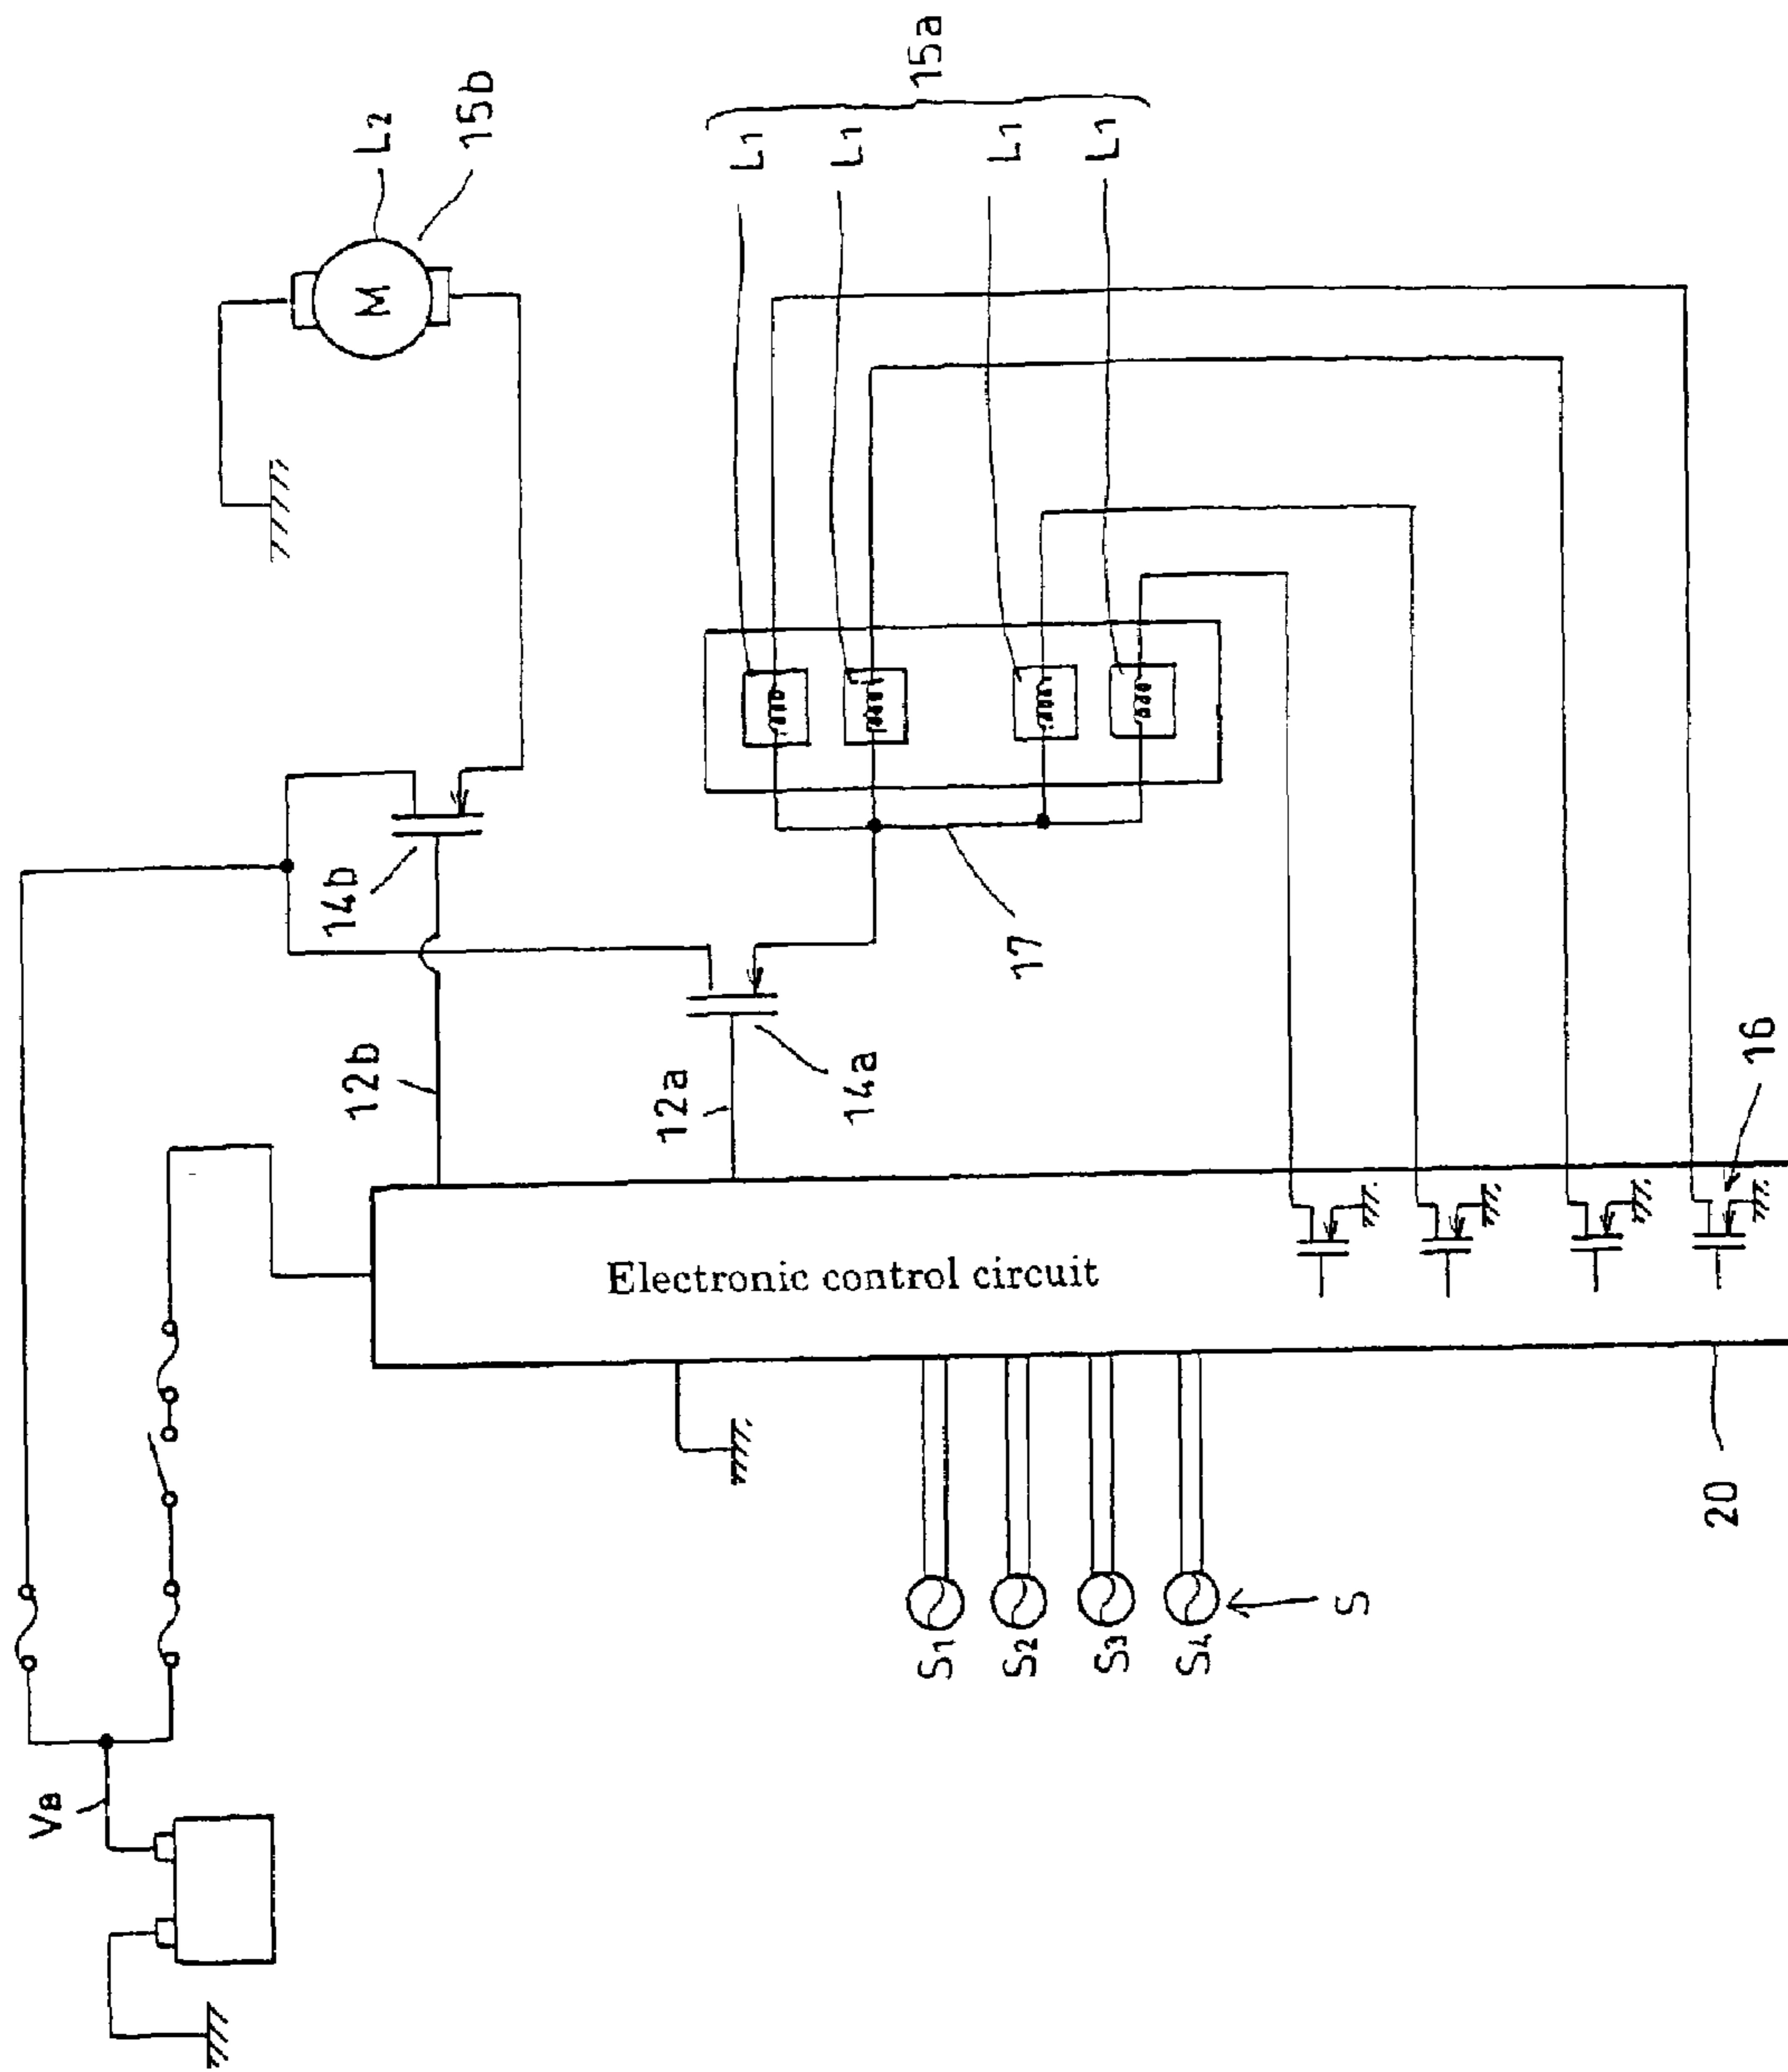 VB
L2
15b
M
14b
12b
L1
L1
L1
L1
15a
17
12a
14a
Electronic control circuit
16
S1
S2
S3
S4
S
20